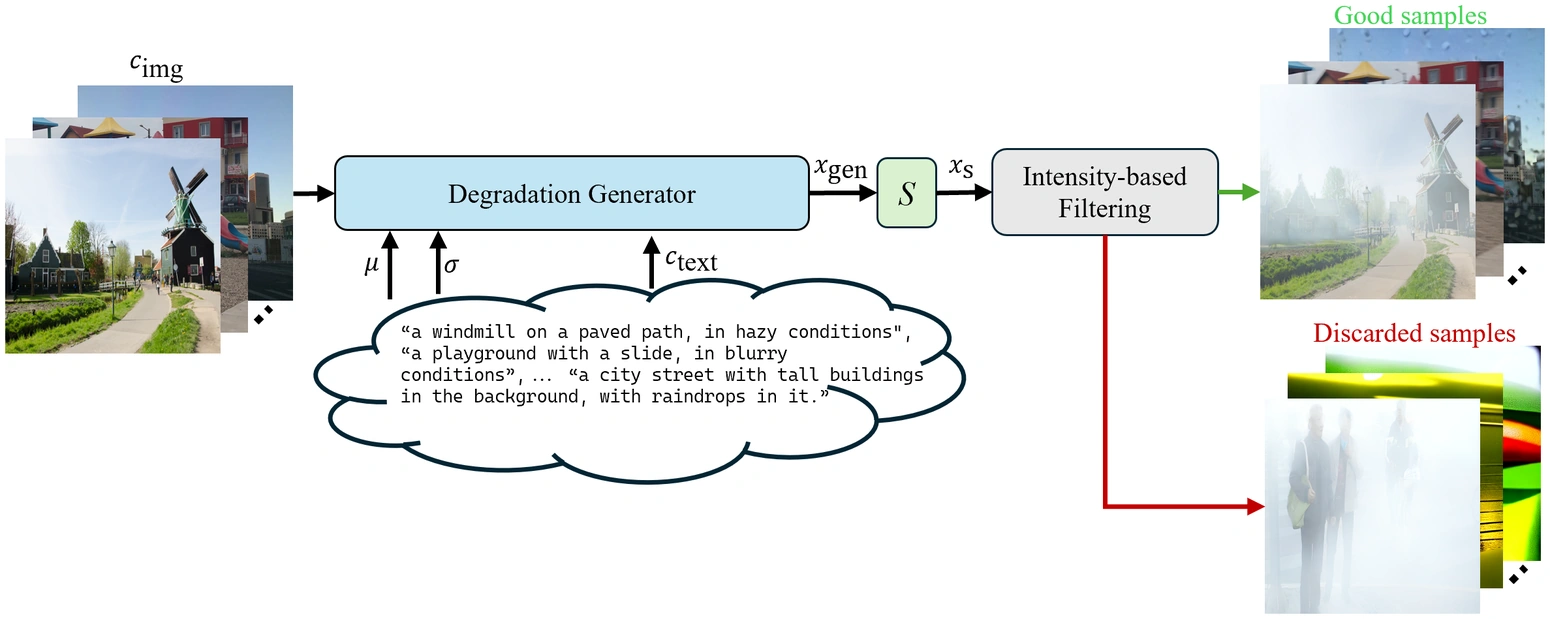 Good samples
c_img
Degradation Generator
x_gen
S
x_s
Intensity-based
Filtering
μ
σ
c_text
“a windmill on a paved path, in hazy conditions",
“a playground with a slide, in blurry
conditions”, ... “a city street with tall buildings
in the background, with raindrops in it.”
Discarded samples